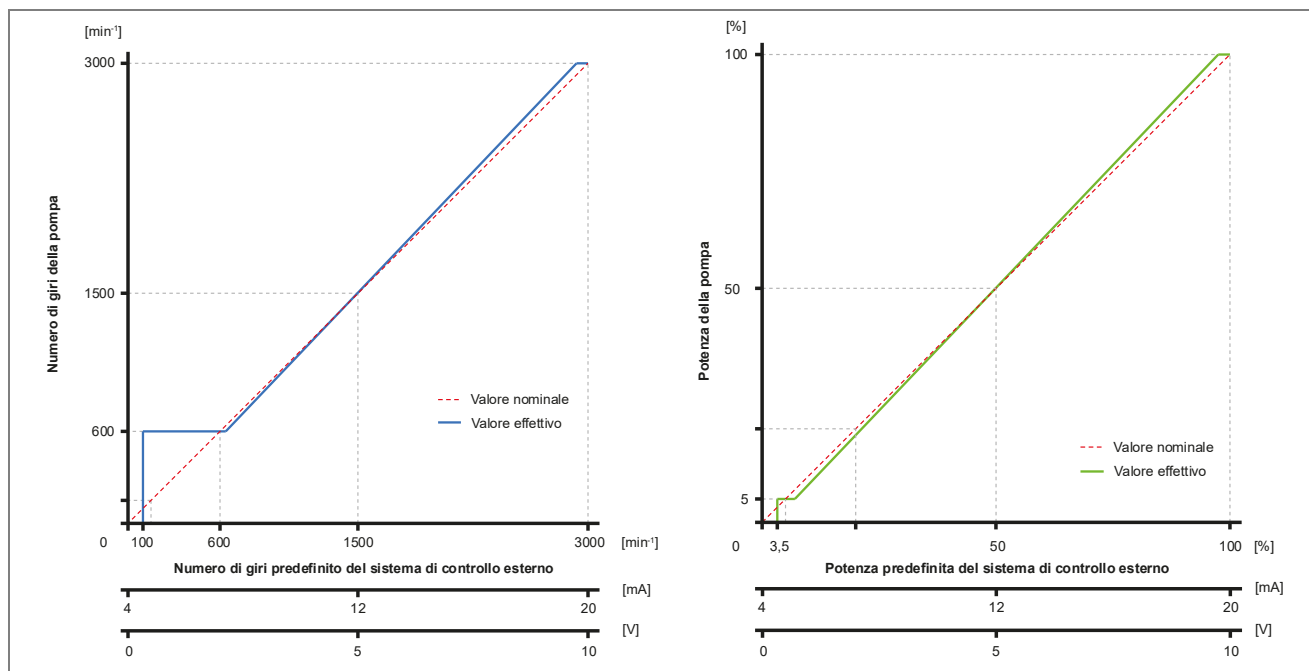 [min⁻¹]
3000
1500
600
Numero di giri della pompa
Valore nominale
Valore effettivo
0 100 600 1500 3000 [min⁻¹]
Numero di giri predefinito del sistema di controllo esterno
[mA]
4 12 20
[V]
0 5 10
[%]
100
50
5
Potenza della pompa
Valore nominale
Valore effettivo
0 3,5 50 100 [%]
Potenza predefinita del sistema di controllo esterno
[mA]
4 12 20
[V]
0 5 10